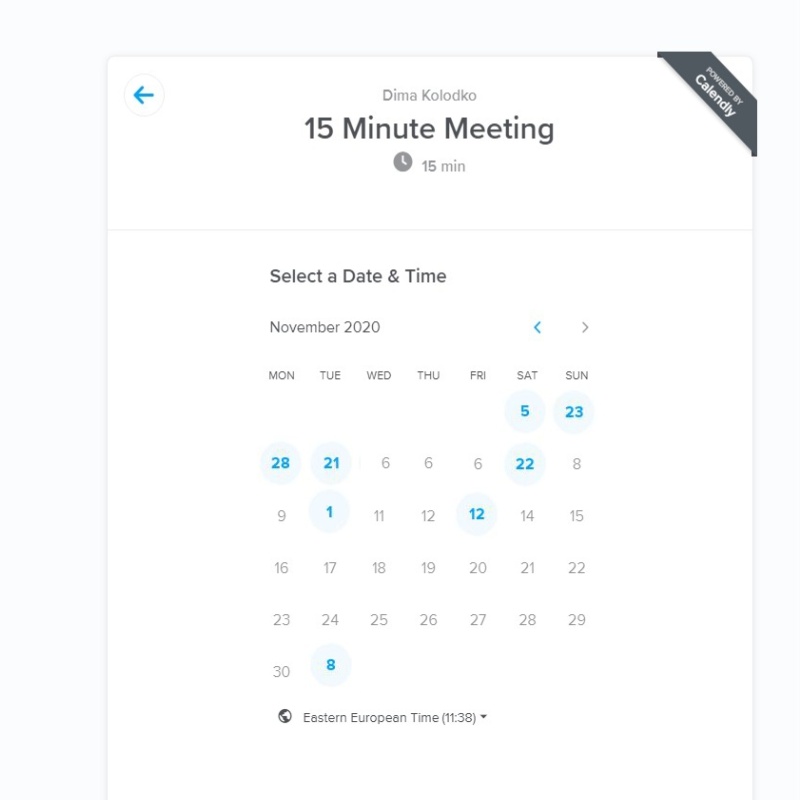 POWERED BY
Calendly
Dima Kolodko
15 Minute Meeting
15 min
Select a Date & Time
November 2020
MON TUE WED THU FRI SAT SUN
5 23
28 21 6 6 6 22 8
9 1 11 12 12 14 15
16 17 18 19 20 21 22
23 24 25 26 27 28 29
30 8
Eastern European Time (11:38)